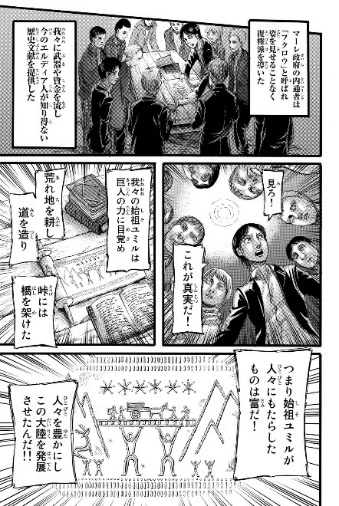 マーレ政府の内通者は
「フクロウ」と呼ばれ
姿を見せることなく
復権派を導いた
我々に武器や資金を流し
今のエルディア人が知り得ない
歴史文献を提供した
見ろ!
これが真実だ!
我々の始祖ユミルは
巨人の力に目覚め
荒れ地を耕し
道を造り
峠には
橋を架けた
つまり始祖ユミルが
人々にもたらした
ものは富だ!
人々を豊かにし
この大陸を発展
させたんだ!!